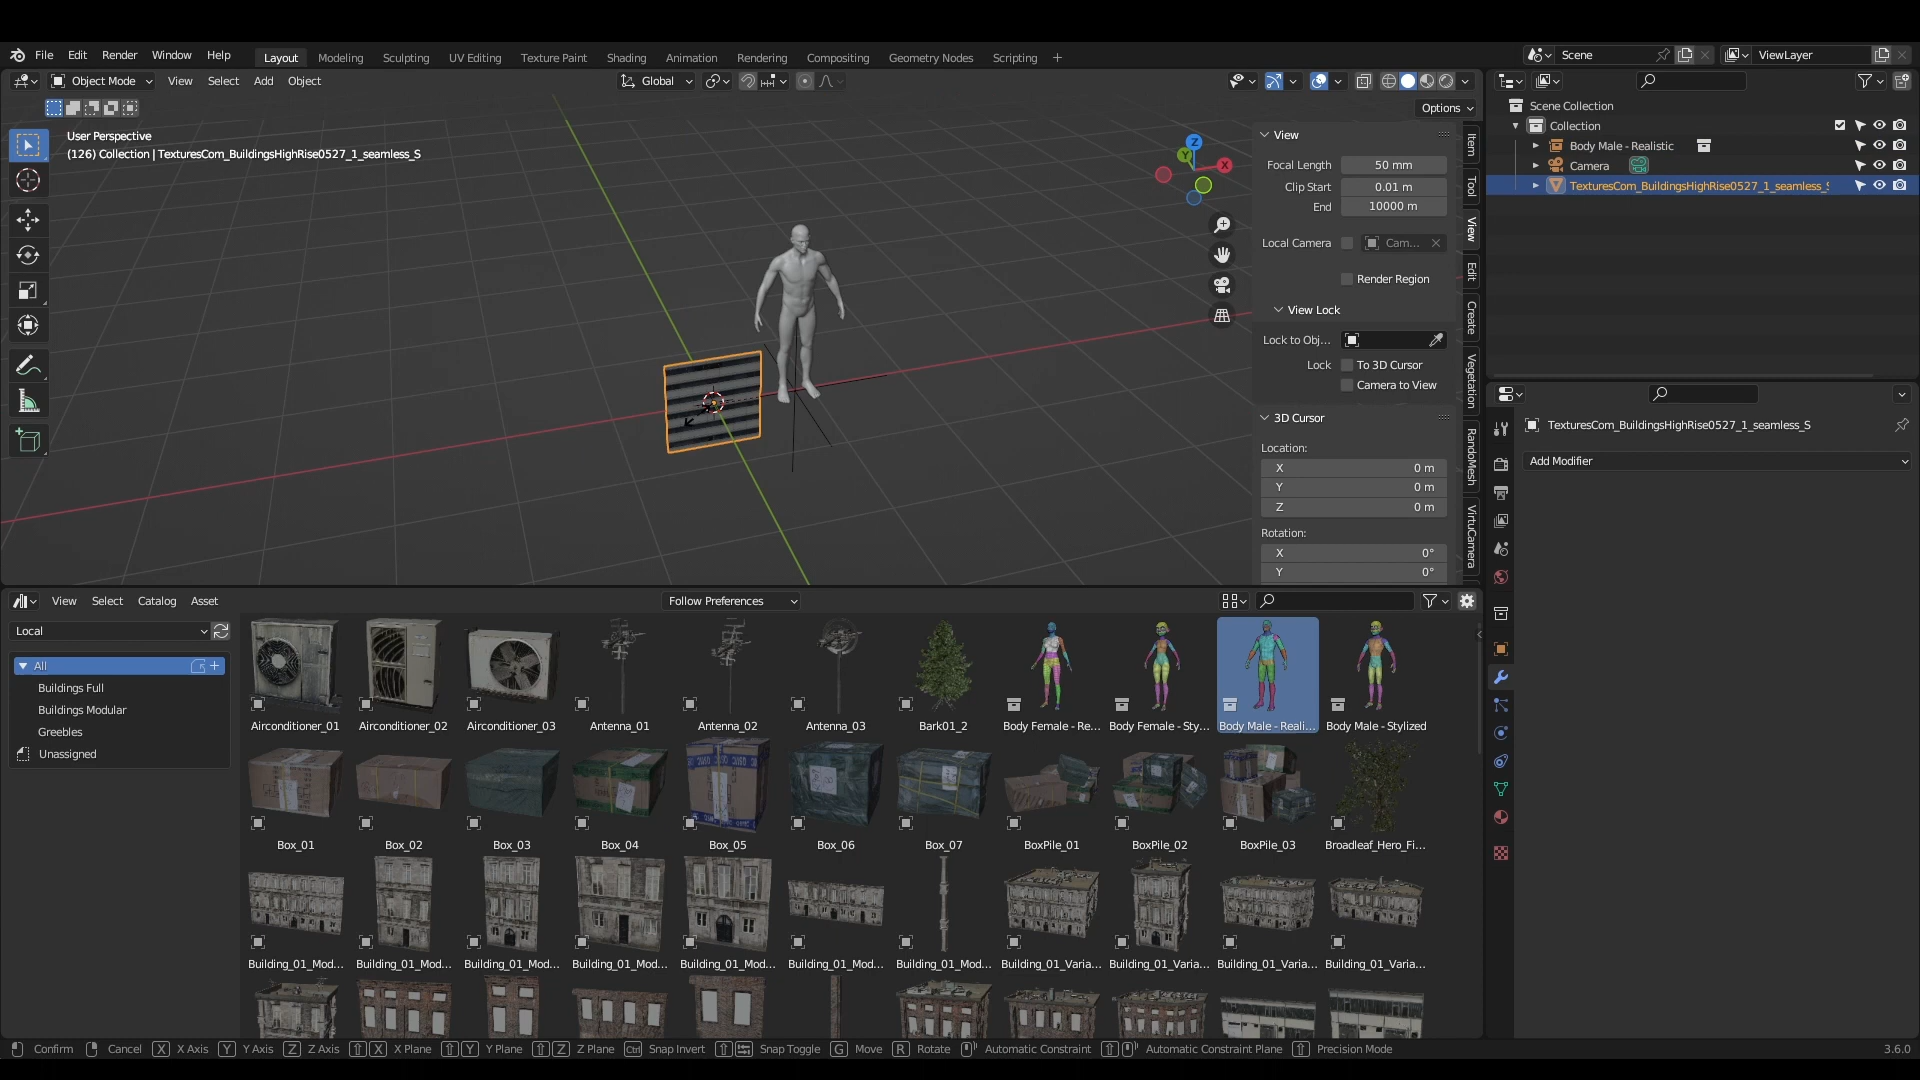 File Edit Render Window Help Layout Modeling Sculpting UV Editing Texture Paint Shading Animation Rendering Compositing Geometry Nodes Scripting + Scene ViewLayer
Object Mode View Select Add Object Global
Options
User Perspective
(126) Collection | TexturesCom_BuildingsHighRise0527_1_seamless_S
Z
Y
X
View
Focal Length 50 mm
Clip Start 0.01 m
End 10000 m
Local Camera Cam...
Render Region
View Lock
Lock to Obj...
Lock To 3D Cursor
Camera to View
3D Cursor
Location:
X 0 m
Y 0 m
Z 0 m
Rotation:
X 0°
Y 0°
Item
Tool
View
Edit
Create
Vegetation
RandoMesh
VirtuCamera
Scene Collection
Collection
Body Male - Realistic
Camera
TexturesCom_BuildingsHighRise0527_1_seamless_S
TexturesCom_BuildingsHighRise0527_1_seamless_S
Add Modifier
View Select Catalog Asset Follow Preferences
Local
All
Buildings Full
Buildings Modular
Greebles
Unassigned
Airconditioner_01 Airconditioner_02 Airconditioner_03 Antenna_01 Antenna_02 Antenna_03 Bark01_2 Body Female - Re... Body Female - Sty... Body Male - Reali... Body Male - Stylized
Box_01 Box_02 Box_03 Box_04 Box_05 Box_06 Box_07 BoxPile_01 BoxPile_02 BoxPile_03 Broadleaf_Hero_Fi...
Building_01_Mod... Building_01_Mod... Building_01_Mod... Building_01_Mod... Building_01_Mod... Building_01_Mod... Building_01_Mod... Building_01_Varia... Building_01_Varia... Building_01_Varia... Building_01_Varia...
Confirm Cancel X X Axis Y Y Axis Z Z Axis X X Plane Y Y Plane Z Z Plane Ctrl Snap Invert Snap Toggle G Move R Rotate Automatic Constraint Automatic Constraint Plane Precision Mode 3.6.0